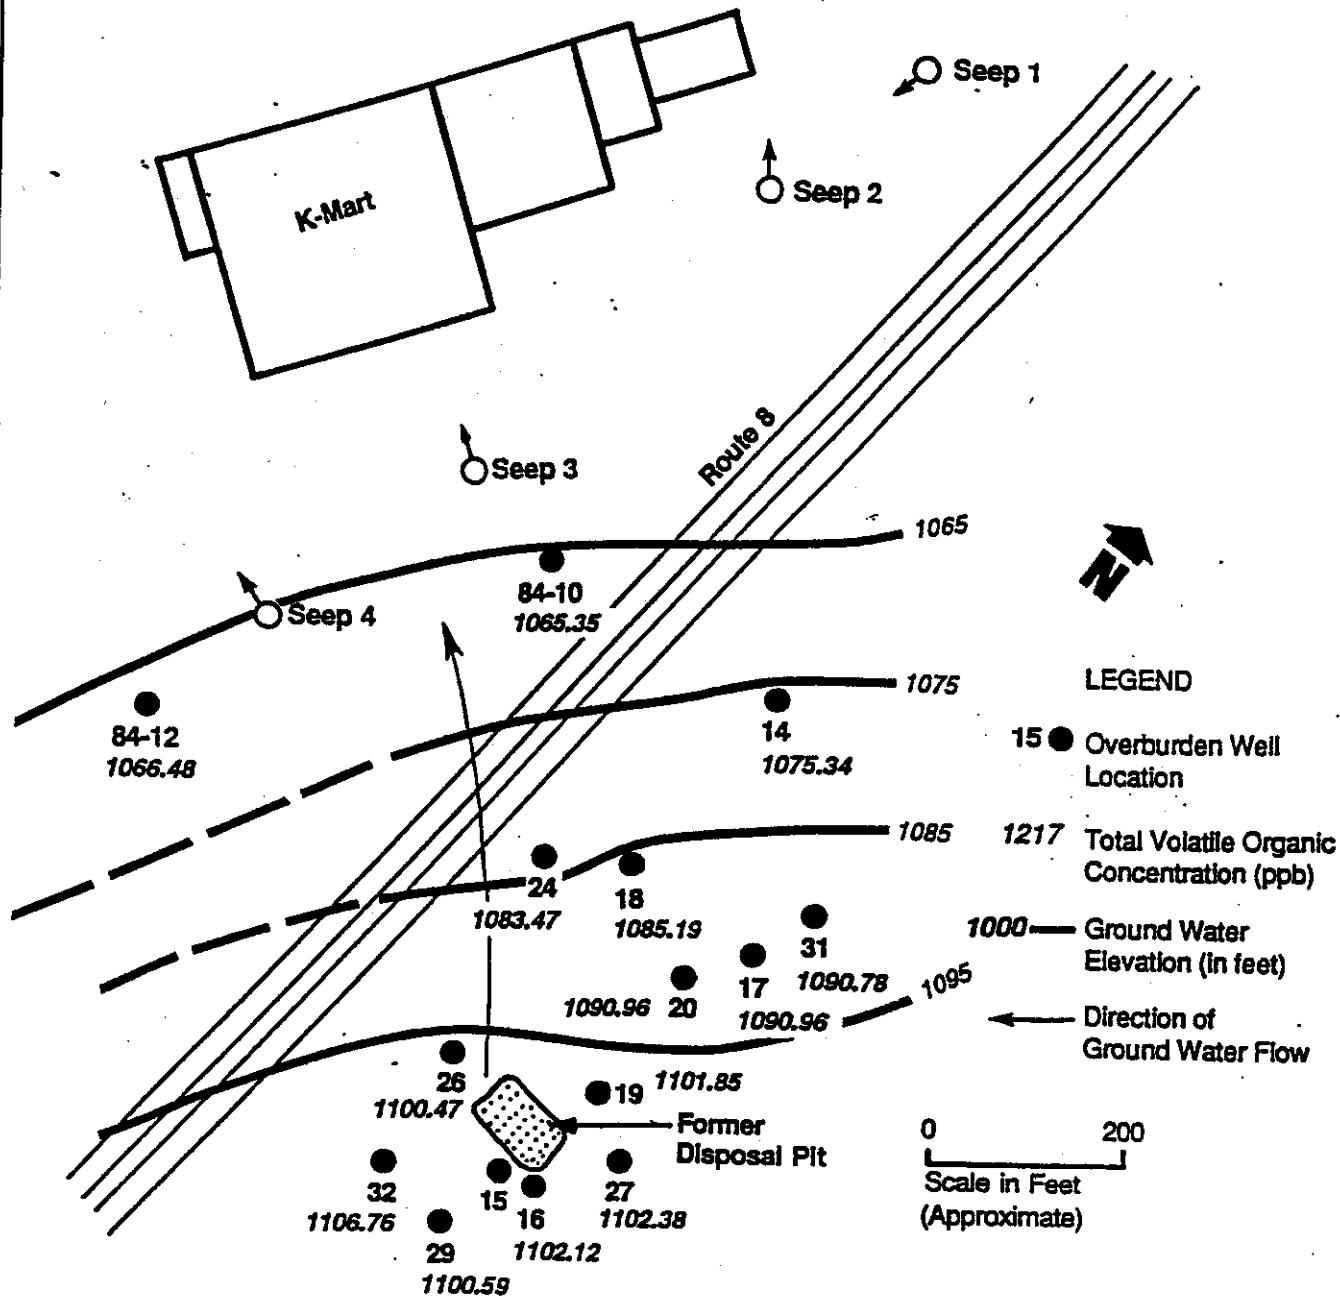 Seep 1
Seep 2
K-Mart
Route 8
Seep 3
1065
84-10
1065.35
Seep 4
N
1075
84-12
1066.48
14
1075.34
LEGEND
15 Overburden Well
Location
1217 Total Volatile Organic
Concentration (ppb)
1000 Ground Water
Elevation (in feet)
Direction of
Ground Water Flow
1085
24
1083.47
18
1085.19
31
1090.78
17
1090.96
1090.96 20
1095
26
1100.47
19
1101.85
Former
Disposal Pit
32
1106.76
15
16
1102.12
27
1102.38
29
1100.59
0 200
Scale in Feet
(Approximate)